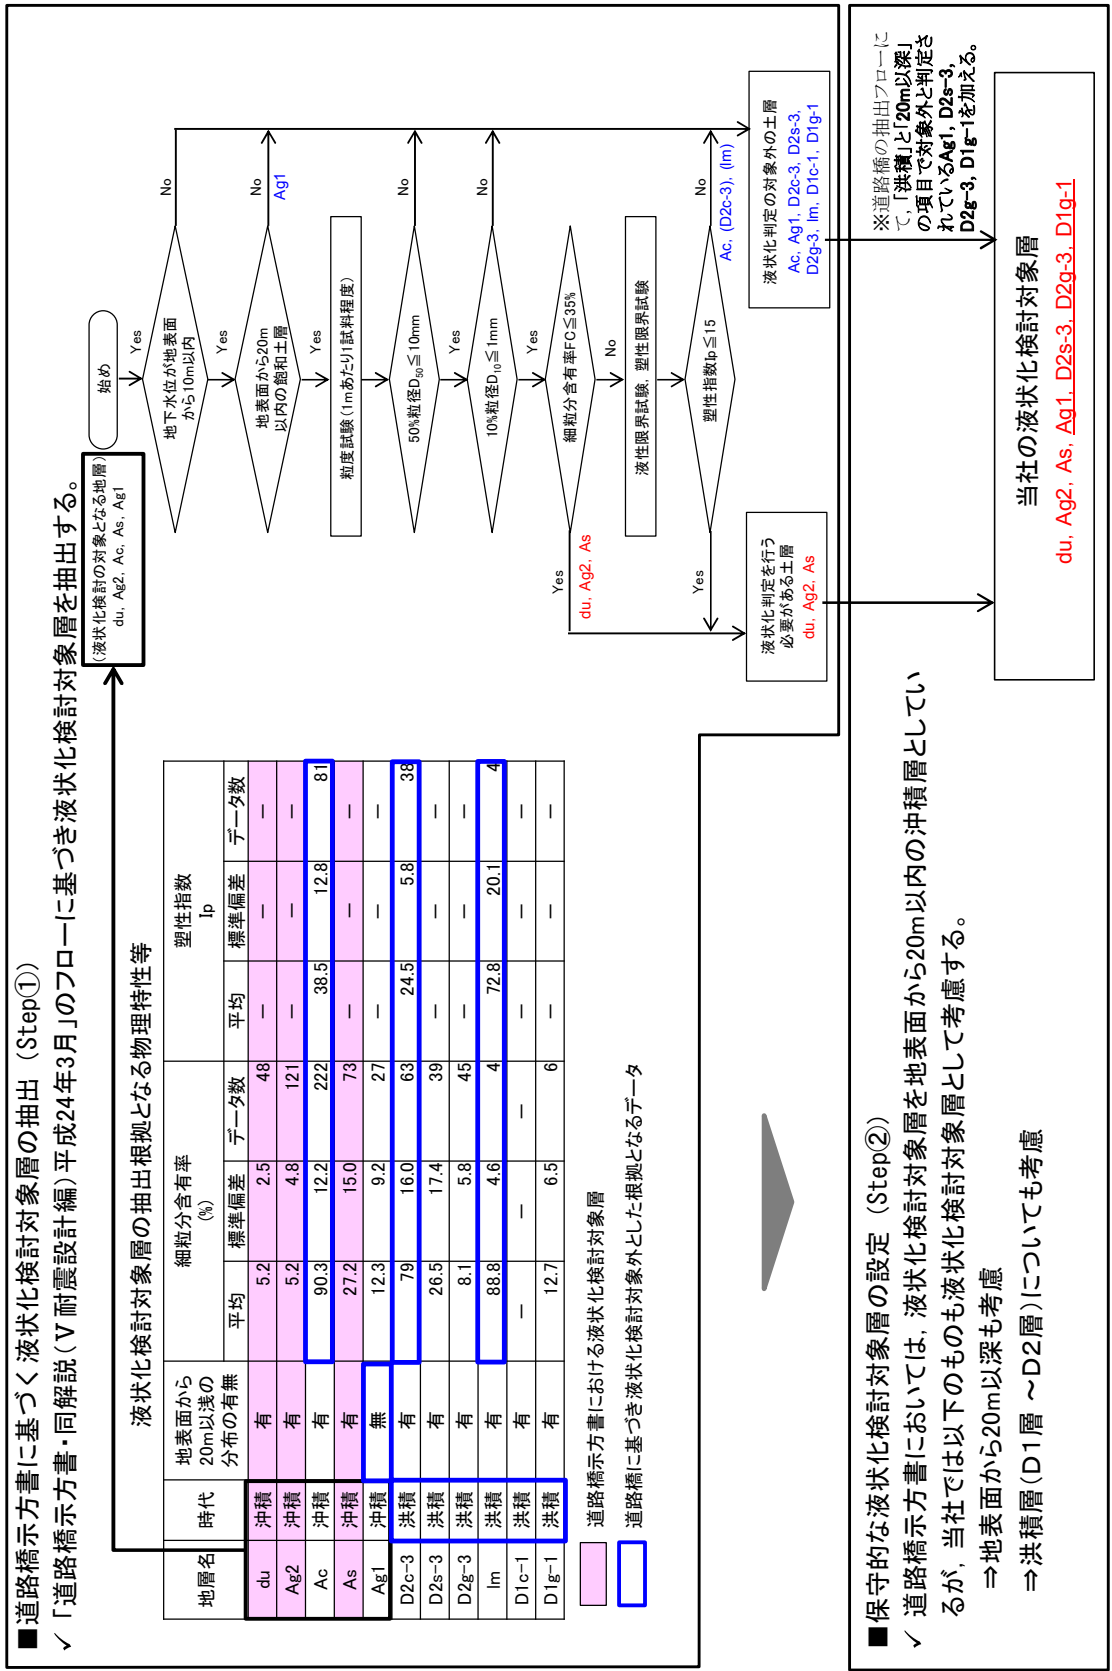 ■道路橋示方書に基づく液状化検討対象層の抽出（Step①）
✓「道路橋示方書・同解説(Ⅴ 耐震設計編)平成24年3月」のフローに基づき液状化検討対象層を抽出する。
液状化検討対象層の抽出根拠となる物理特性等
地層名 時代 地表面から20m以浅の分布の有無 細粒分含有率(%) 塑性指数Ip
平均 標準偏差 データ数 平均 標準偏差 データ数
du 沖積 有 5.2 2.5 48 － － －
Ag2 沖積 有 5.2 4.8 121 － － －
Ac 沖積 有 90.3 12.2 222 38.5 12.8 81
As 沖積 有 27.2 15.0 73 － － －
Ag1 沖積 無 12.3 9.2 27 － － －
D2c-3 洪積 有 79 16.0 63 24.5 5.8 38
D2s-3 洪積 有 26.5 17.4 39 － － －
D2g-3 洪積 有 8.1 5.8 45 － － －
lm 洪積 有 88.8 4.6 4 72.8 20.1 4
D1c-1 洪積 有 － － － － － －
D1g-1 洪積 有 12.7 6.5 6 － － －
道路橋示方書における液状化検討対象層
道路橋に基づき液状化検討対象外とした根拠となるデータ
(液状化検討の対象となる地層)
du, Ag2, Ac, As, Ag1
始め
Yes
地下水位が地表面
から10m以内
No
Yes
地表面から20m
以内の飽和土層
No
Ag1
Yes
粒度試験(1mあたり1試料程度)
50%粒径D50≦10mm
No
Yes
10%粒径D10≦1mm
No
Yes
細粒分含有率FC≦35%
Yes
du, Ag2, As
No
液性限界試験, 塑性限界試験
塑性指数Ip≦15
Yes
No
Ac, (D2c-3), (lm)
液状化判定を行う
必要がある土層
du, Ag2, As
液状化判定の対象外の土層
Ac, Ag1, D2c-3, D2s-3,
D2g-3, lm, D1c-1, D1g-1
■保守的な液状化検討対象層の設定（Step②）
✓ 道路橋示方書においては, 液状化検討対象層を地表面から20m以内の沖積層としてい
るが, 当社では以下のものも液状化検討対象層として考慮する。
⇒地表面から20m以深も考慮
⇒洪積層(D1層 ～D2層)についても考慮
※道路橋の抽出フローに
て,「洪積」と「20m以深」
の項目で対象外と判定さ
れているAg1, D2s-3,
D2g-3, D1g-1を加える。
当社の液状化検討対象層
du, Ag2, As, Ag1, D2s-3, D2g-3, D1g-1